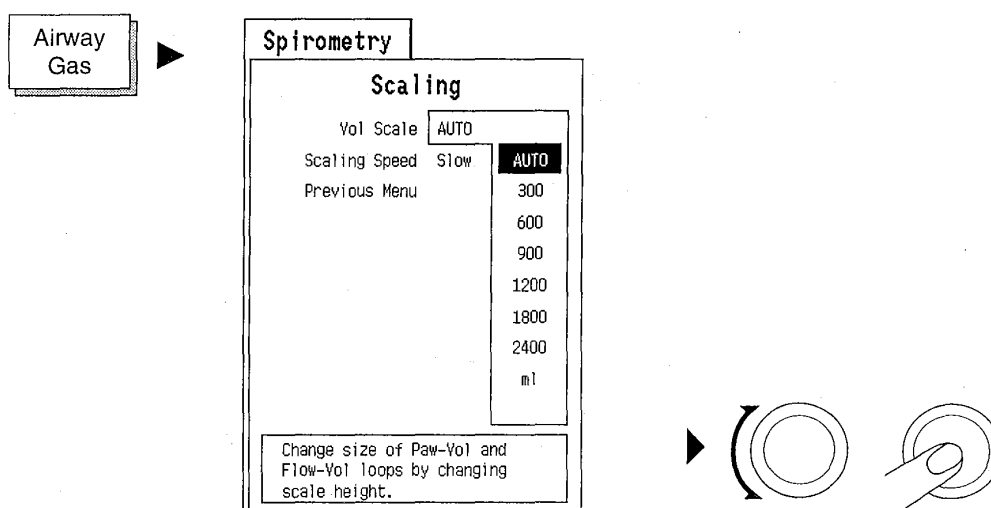 Airway
Gas
Spirometry
Scaling
Vol Scale AUTO
Scaling Speed Slow AUTO
Previous Menu 300
600
900
1200
1800
2400
ml
Change size of Paw-Vol and
Flow-Vol loops by changing
scale height.